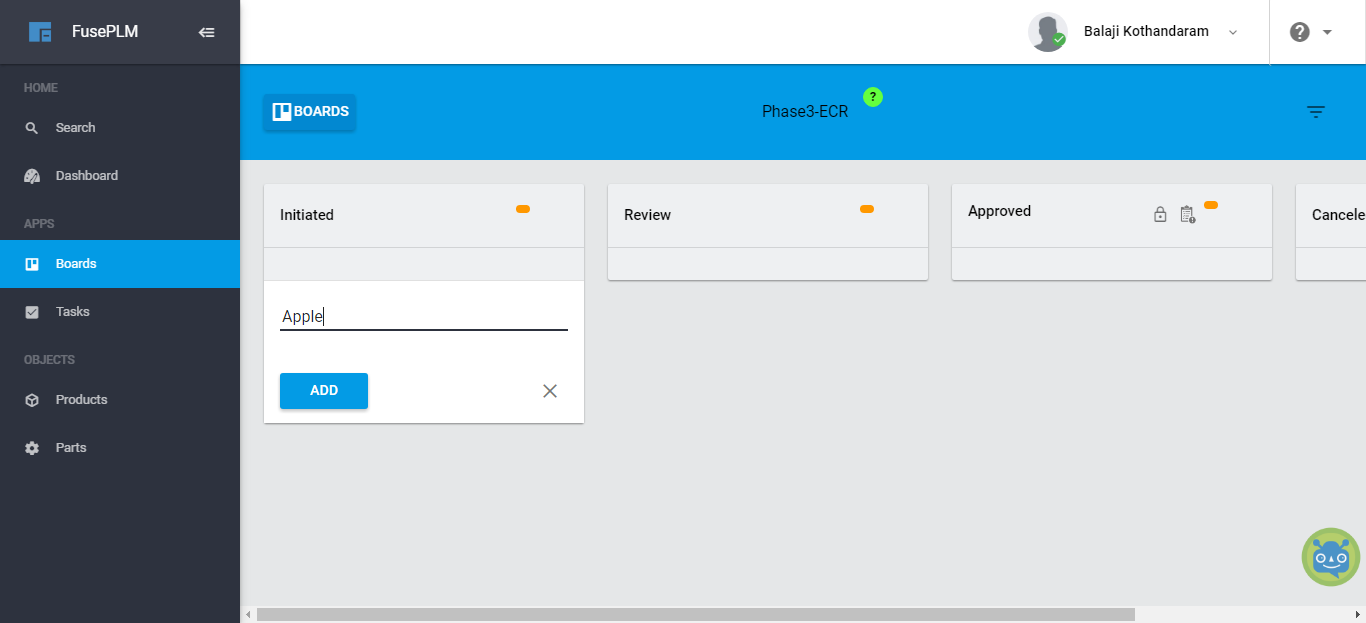 FusePLM
Balaji Kothandaram
?
HOME
Search
Dashboard
APPS
Boards
Tasks
OBJECTS
Products
Parts
BOARDS
Phase3-ECR
?
Initiated
Review
Approved
Cancele
Apple
ADD